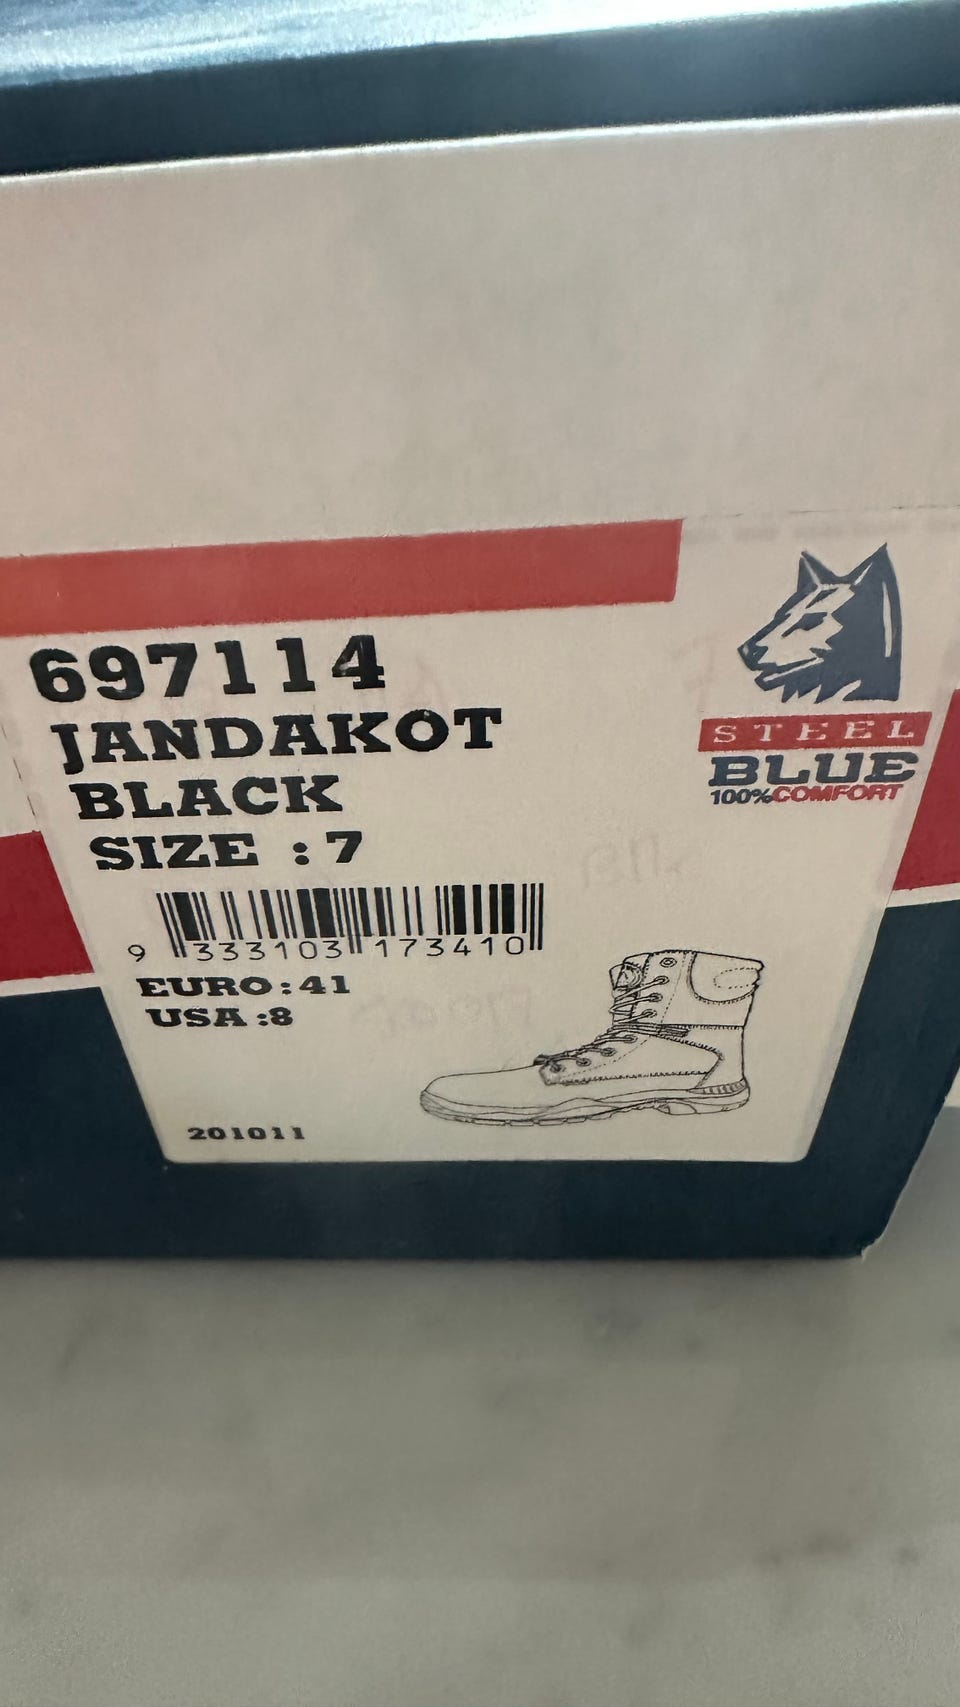 697114
JANDAKOT
BLACK
SIZE : 7
9 333103 173410
EURO:41
USA:8
201011
STEEL
BLUE
100%COMFORT